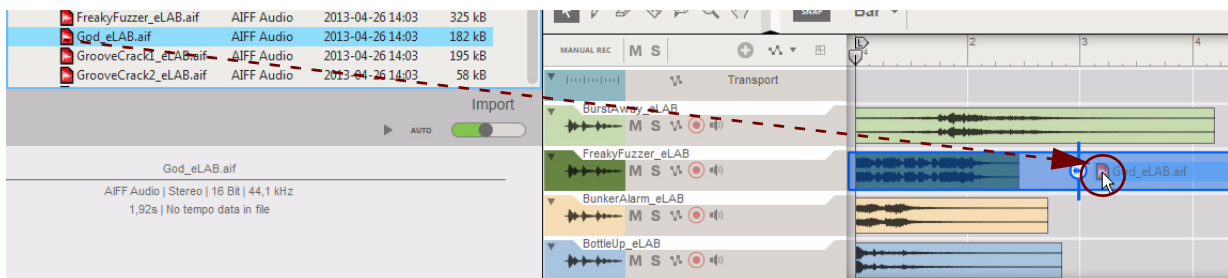 FreakyFuzzer_eLAB.aif AIFF Audio 2013-04-26 14:03 325 kB
God_eLAB.aif AIFF Audio 2013-04-26 14:03 182 kB
GrooveCrack1_eLAB.aif AIFF Audio 2013-04-26 14:03 195 kB
GrooveCrack2_eLAB.aif AIFF Audio 2013-04-26 14:03 58 kB
Import
AUTO
God_eLAB.aif
AIFF Audio | Stereo | 16 Bit | 44,1 kHz
1,92s | No tempo data in file
SNAP Bar
MANUAL REC M S
L 2 3 4
Transport
BurstAway_eLAB
M S
FreakyFuzzer_eLAB
M S
God_eLAB.aif
BunkerAlarm_eLAB
M S
BottleUp_eLAB
M S